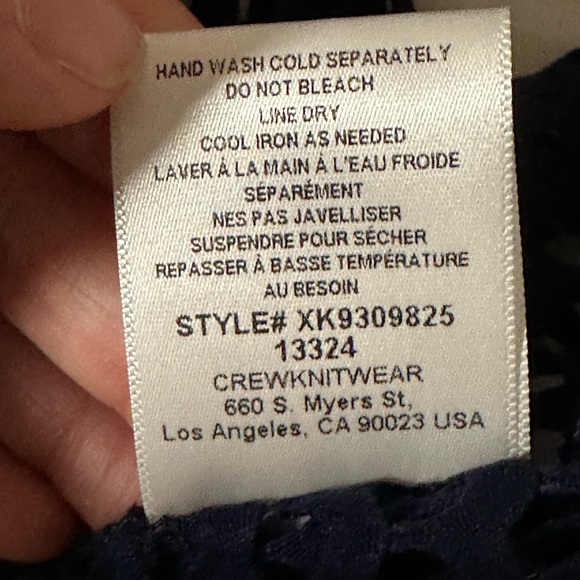 HAND WASH COLD SEPARATELY
DO NOT BLEACH
LINE DRY
COOL IRON AS NEEDED
LAVER À LA MAIN À L'EAU FROIDE
SÉPARÉMENT
NES PAS JAVELLISER
SUSPENDRE POUR SÉCHER
REPASSER À BASSE TEMPÉRATURE
AU BESOIN
STYLE# XK9309825
13324
CREWKNITWEAR
660 S. Myers St,
Los Angeles, CA 90023 USA